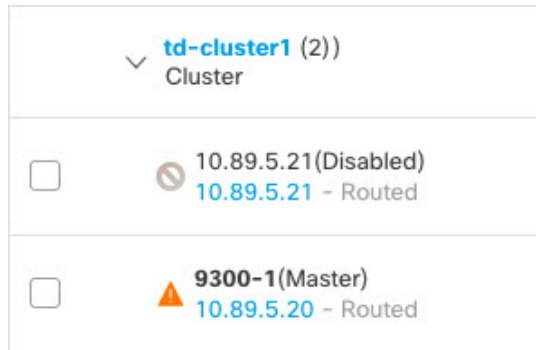 td-cluster1 (2))
Cluster
10.89.5.21(Disabled)
10.89.5.21 - Routed
9300-1(Master)
10.89.5.20 - Routed